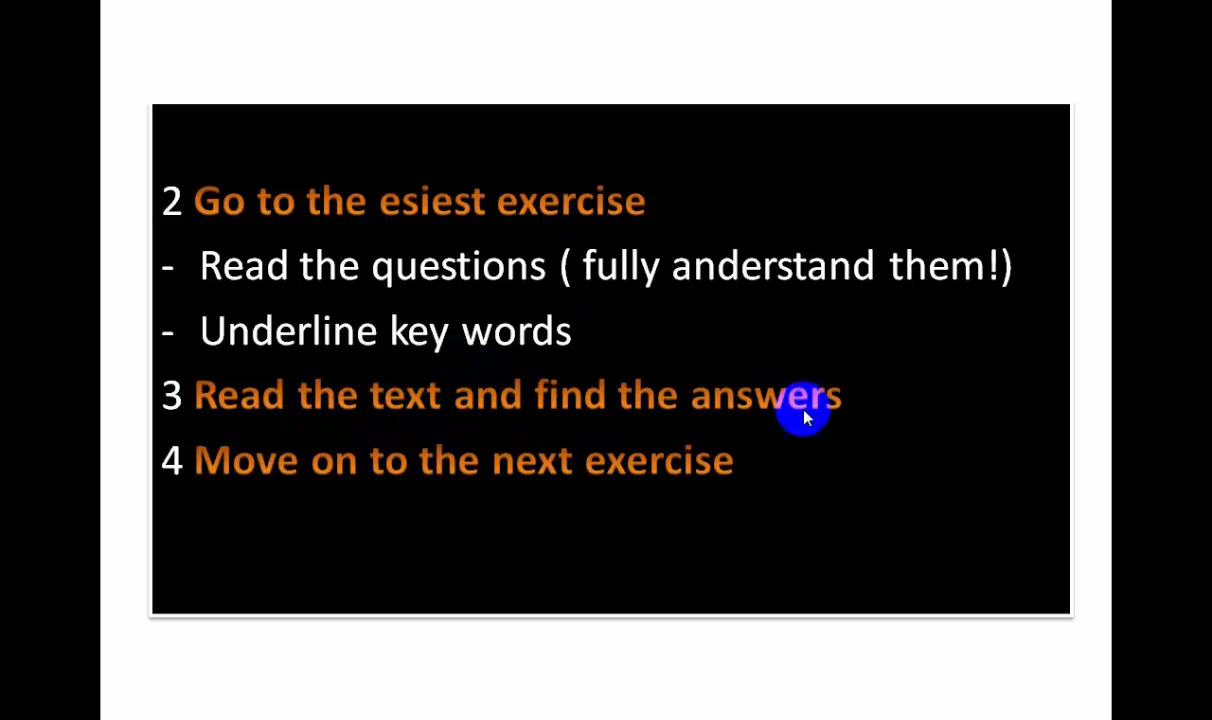 2 Go to the esiest exercise
- Read the questions ( fully anderstand them!)
- Underline key words
3 Read the text and find the answers
4 Move on to the next exercise